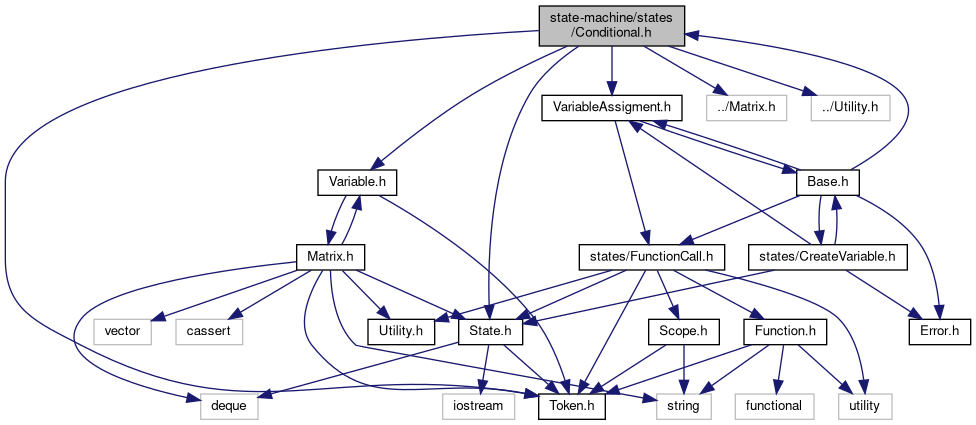 state-machine/states
/Conditional.h
VariableAssigment.h
../Matrix.h
../Utility.h
Variable.h
Base.h
Matrix.h
states/FunctionCall.h
states/CreateVariable.h
vector
cassert
Utility.h
State.h
Scope.h
Function.h
Error.h
deque
iostream
Token.h
string
functional
utility